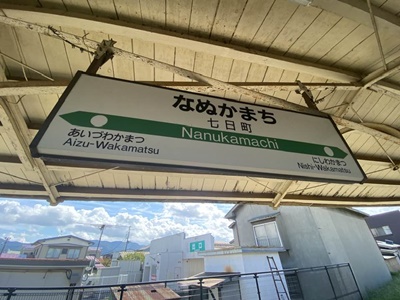 なぬかまち
七日町
Nanukamachi
あいづわかまつ
Aizu-Wakamatsu
にしわかまつ
Nishi-Wakamatsu